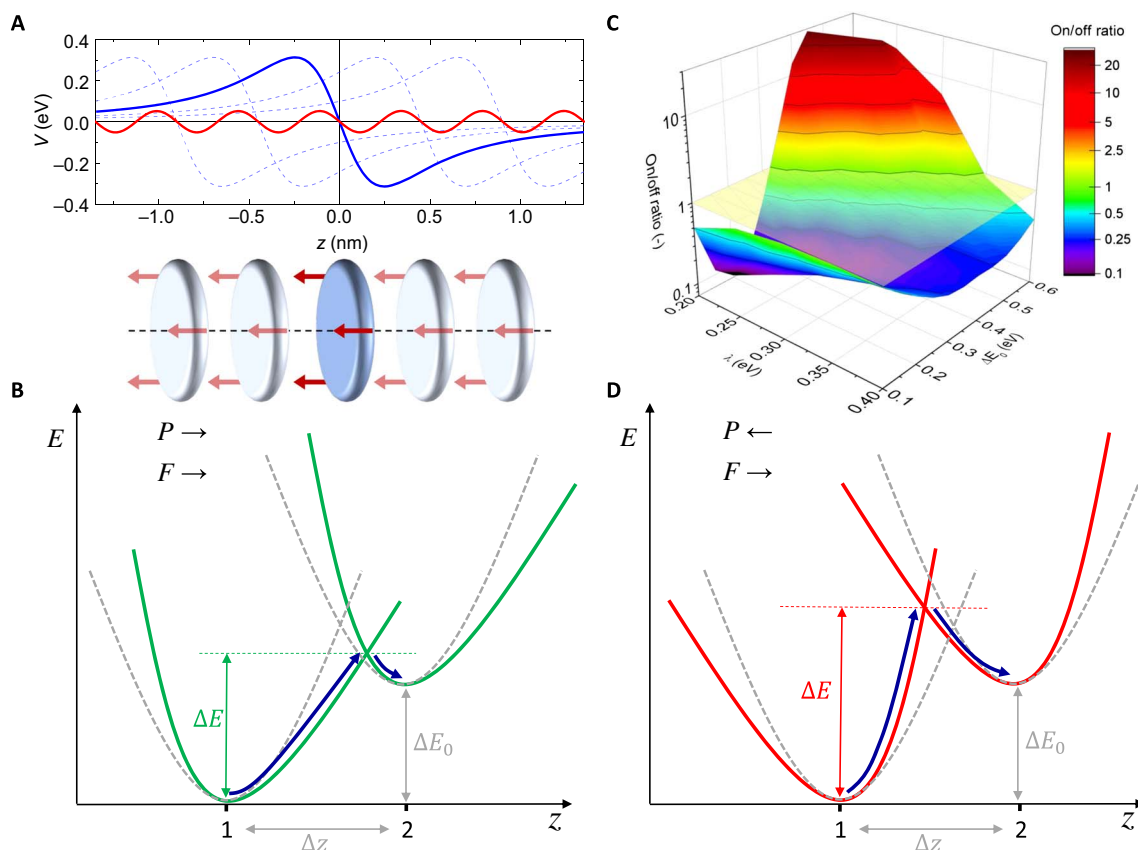 A
V (eV)
0.4
0.2
0.0
−0.2
−0.4
−1.0
−0.5
0.0
0.5
1.0
z (nm)
C
On/off ratio
20
10
5
2.5
1
0.5
0.25
0.1
On/off ratio (-)
10
1
0.1
0.20
0.25
0.30
0.35
0.40
λ (eV)
0.1
0.2
0.3
0.4
0.5
0.6
ΔE₀ (eV)
B
E
P →
F →
ΔE
ΔE₀
1
2
z
Δz
D
E
P ←
F →
ΔE
ΔE₀
1
2
z
Δz